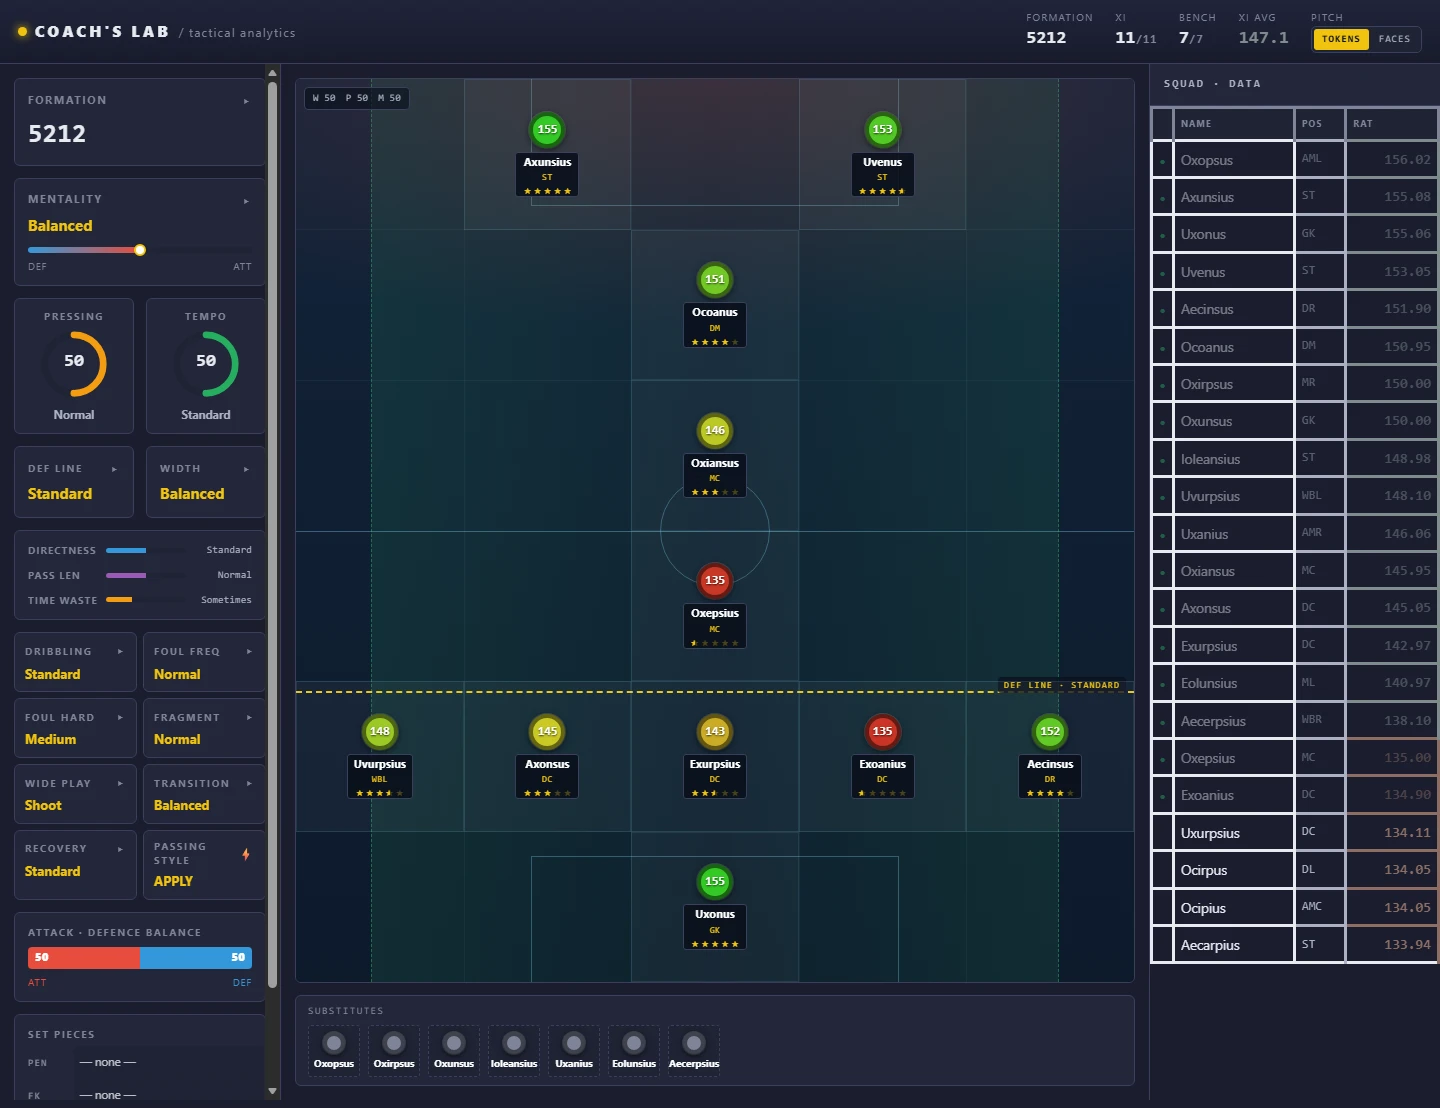 COACH'S LAB / tactical analytics
FORMATION
5212
XI
11/11
BENCH
7/7
XI AVG
147.1
PITCH
TOKENS FACES
FORMATION
5212
MENTALITY
Balanced
DEF ATT
PRESSING
50
Normal
TEMPO
50
Standard
DEF LINE
Standard
WIDTH
Balanced
DIRECTNESS Standard
PASS LEN Normal
TIME WASTE Sometimes
DRIBBLING
Standard
FOUL FREQ
Normal
FOUL HARD
Medium
FRAGMENT
Normal
WIDE PLAY
Shoot
TRANSITION
Balanced
RECOVERY
Standard
PASSING
STYLE
APPLY
ATTACK · DEFENCE BALANCE
50 50
ATT DEF
SET PIECES
PEN — none —
FK — none —
W 50 P 50 M 50
155
Axunsius
ST
153
Uvenus
ST
151
Ocoanus
DM
146
Oxiansus
MC
135
Oxepsius
MC
DEF LINE · STANDARD
148
Uvurpsius
WBL
145
Axonsus
DC
143
Exurpsius
DC
135
Exoanius
DC
152
Aecinsus
DR
155
Uxonus
GK
SUBSTITUTES
Oxopsus
Oxirpsus
Oxunsus
Ioleansius
Uxanius
Eolunsius
Aecerpsius
SQUAD · DATA
NAME POS RAT
Oxopsus AML 156.02
Axunsius ST 155.08
Uxonus GK 155.06
Uvenus ST 153.05
Aecinsus DR 151.90
Ocoanus DM 150.95
Oxirpsus MR 150.00
Oxunsus GK 150.00
Ioleansius ST 148.98
Uvurpsius WBL 148.10
Uxanius AMR 146.06
Oxiansus MC 145.95
Axonsus DC 145.05
Exurpsius DC 142.97
Eolunsius ML 140.97
Aecerpsius WBR 138.10
Oxepsius MC 135.00
Exoanius DC 134.90
Uxurpsius DC 134.11
Ocirpus DL 134.05
Ocipius AMC 134.05
Aecarpius ST 133.94